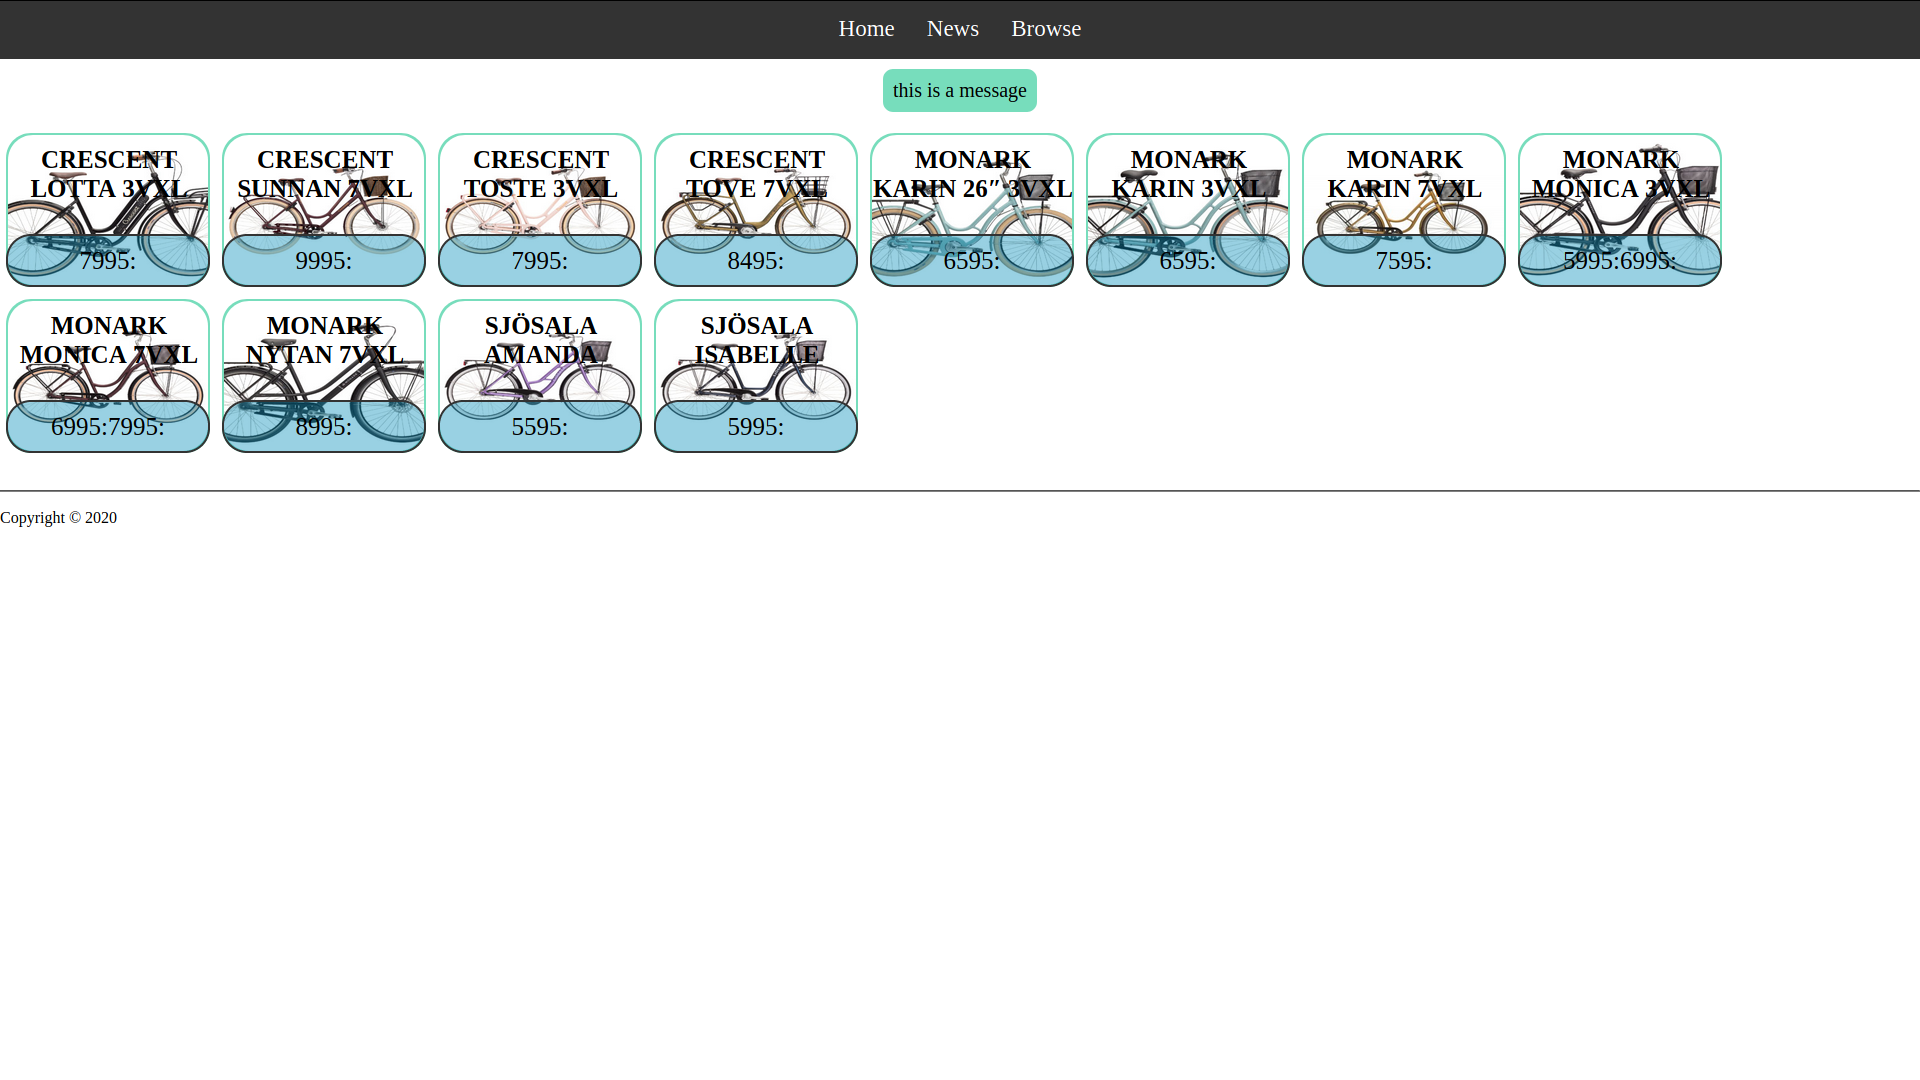 Home News Browse
this is a message
CRESCENT
LOTTA 3VXL
7995:
CRESCENT
SUNNAN 7VXL
9995:
CRESCENT
TOSTE 3VXL
7995:
CRESCENT
TOVE 7VXL
8495:
MONARK
KARIN 26″ 3VXL
6595:
MONARK
KARIN 3VXL
6595:
MONARK
KARIN 7VXL
7595:
MONARK
MONICA 3VXL
5995:6995:
MONARK
MONICA 7VXL
6995:7995:
MONARK
NYTAN 7VXL
8995:
SJÖSALA
AMANDA
5595:
SJÖSALA
ISABELLE
5995:
Copyright © 2020